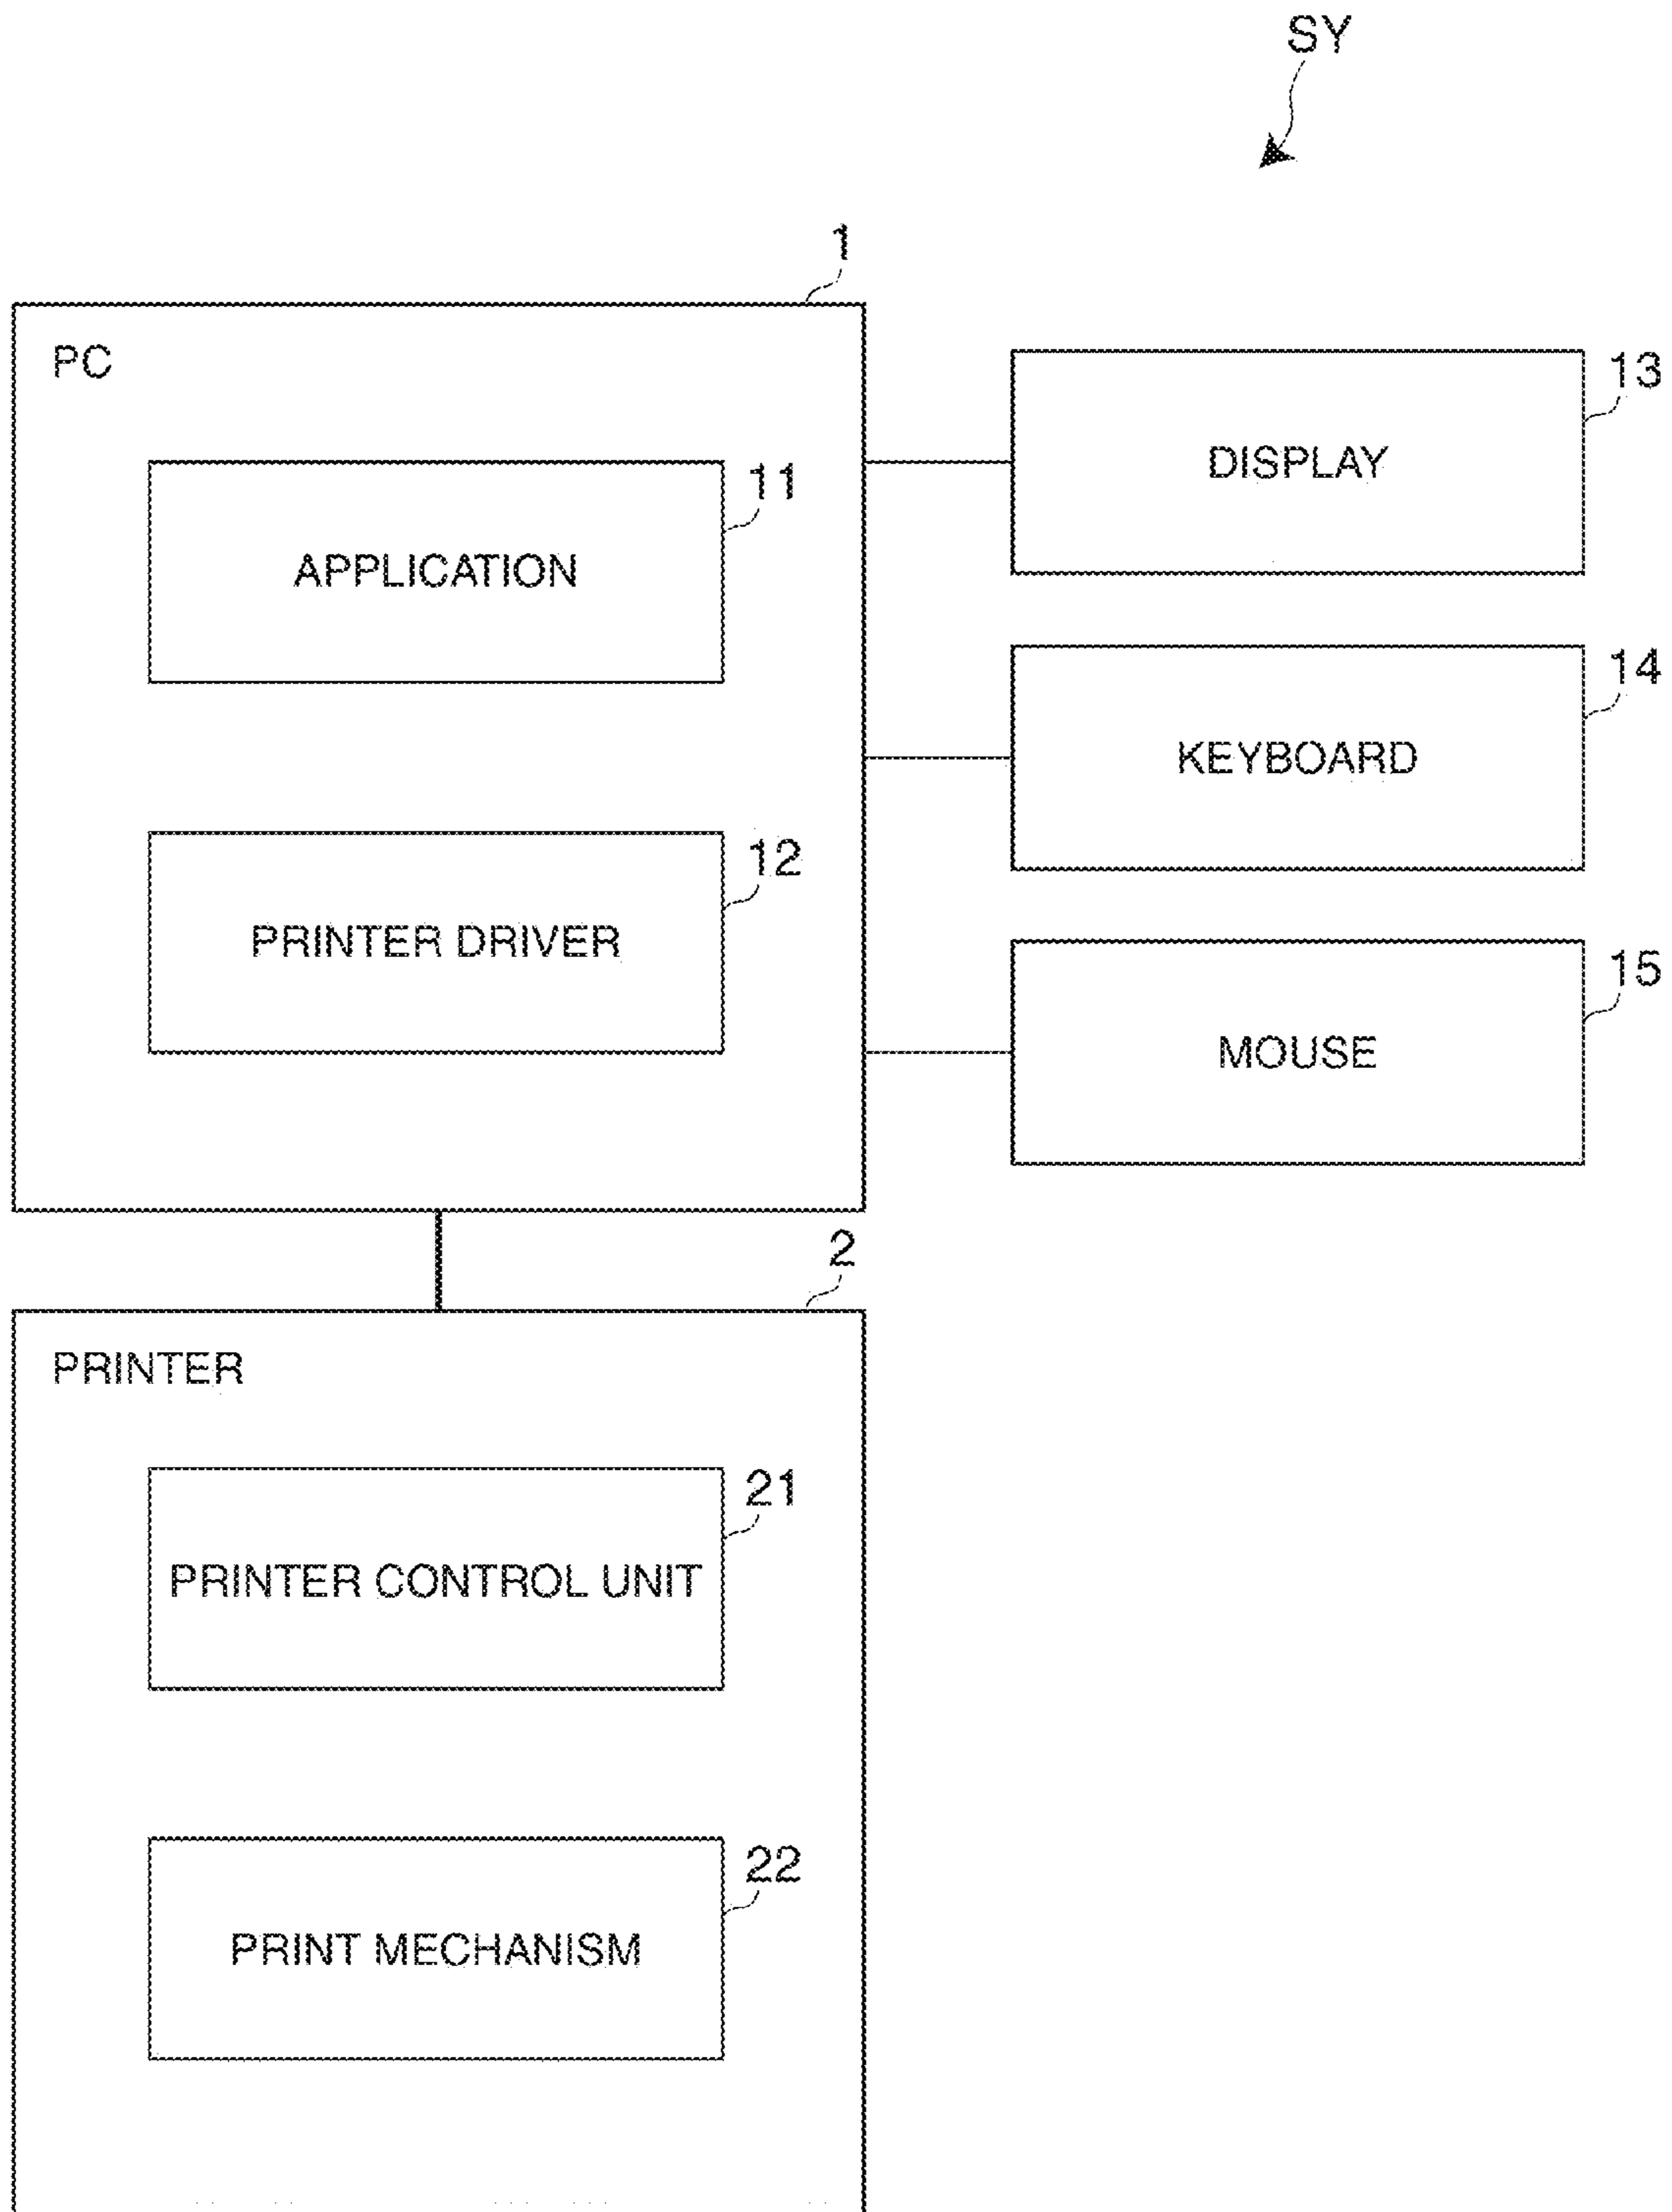 SY
1
PC
11
APPLICATION
12
PRINTER DRIVER
13
DISPLAY
14
KEYBOARD
15
MOUSE
2
PRINTER
21
PRINTER CONTROL UNIT
22
PRINT MECHANISM